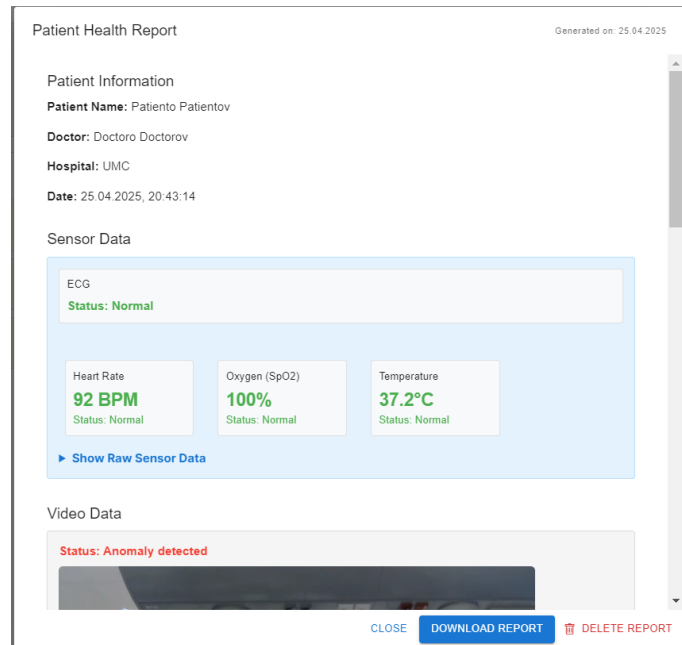 Patient Health Report
Generated on: 25.04.2025
Patient Information
Patient Name: Patiento Patientov
Doctor: Doctoro Doctorov
Hospital: UMC
Date: 25.04.2025, 20:43:14
Sensor Data
ECG
Status: Normal
Heart Rate
92 BPM
Status: Normal
Oxygen (SpO2)
100%
Status: Normal
Temperature
37.2°C
Status: Normal
Show Raw Sensor Data
Video Data
Status: Anomaly detected
CLOSE
DOWNLOAD REPORT
DELETE REPORT